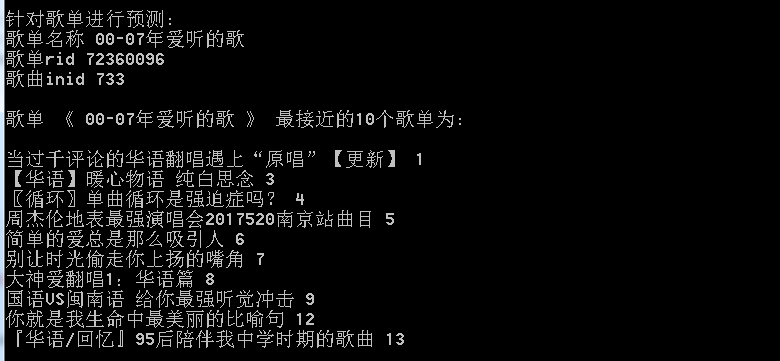 针对歌单进行预测:
歌单名称 00-07年爱听的歌
歌单rid 72360096
歌曲inid 733
歌单 《 00-07年爱听的歌 》 最接近的10个歌单为:
当过千评论的华语翻唱遇上“原唱”【更新】 1
【华语】暖心物语 纯白思念 3
〖循环〗单曲循环是强迫症吗? 4
周杰伦地表最强演唱会2017520南京站曲目 5
简单的爱总是那么吸引人 6
别让时光偷走你上扬的嘴角 7
大神爱翻唱1: 华语篇 8
国语VS闽南语 给你最强听觉冲击 9
你就是我生命中最美丽的比喻句 12
『华语/回忆』95后陪伴我中学时期的歌曲 13